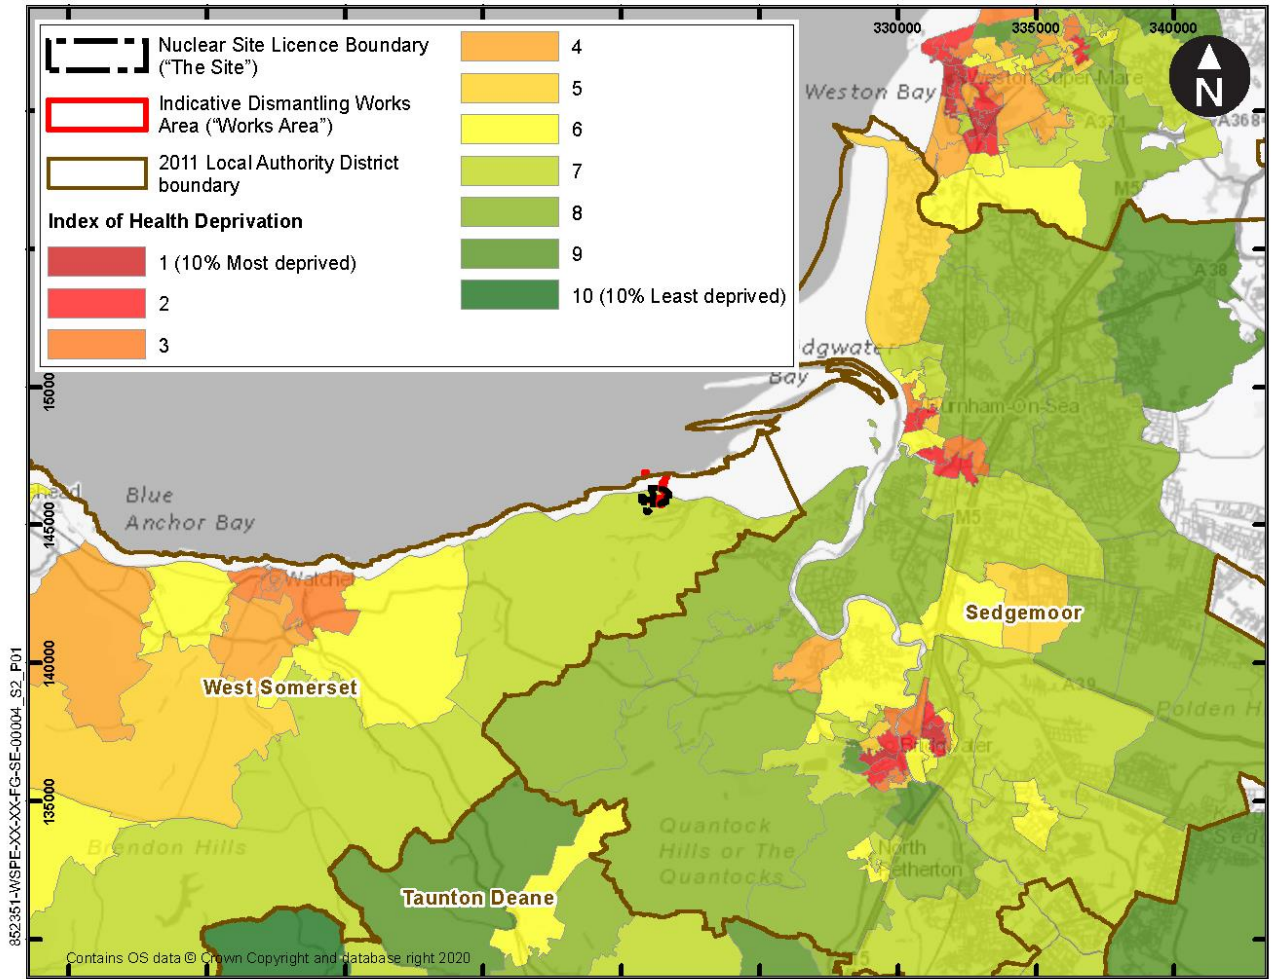 Nuclear Site Licence Boundary
("The Site")
Indicative Dismantling Works
Area ("Works Area")
2011 Local Authority District
boundary
Index of Health Deprivation
1 (10% Most deprived)
2
3
4
5
6
7
8
9
10 (10% Least deprived)
330000
335000
340000
N
Weston Bay
Weston-Super-Mare
A371
A368
M5
A38
Bay
15000
Blue
Anchor Bay
145000
M5
Watchet
Sedgemoor
140000
West Somerset
A39
Polden H
Bridgwater
135000
Brendon Hills
Quantock
Hills or The
Quantocks
North
Petherton
Taunton Deane
852351-WSPE-XX-XX-FG-SE-00004_S2_P01
Contains OS data © Crown Copyright and database right 2020